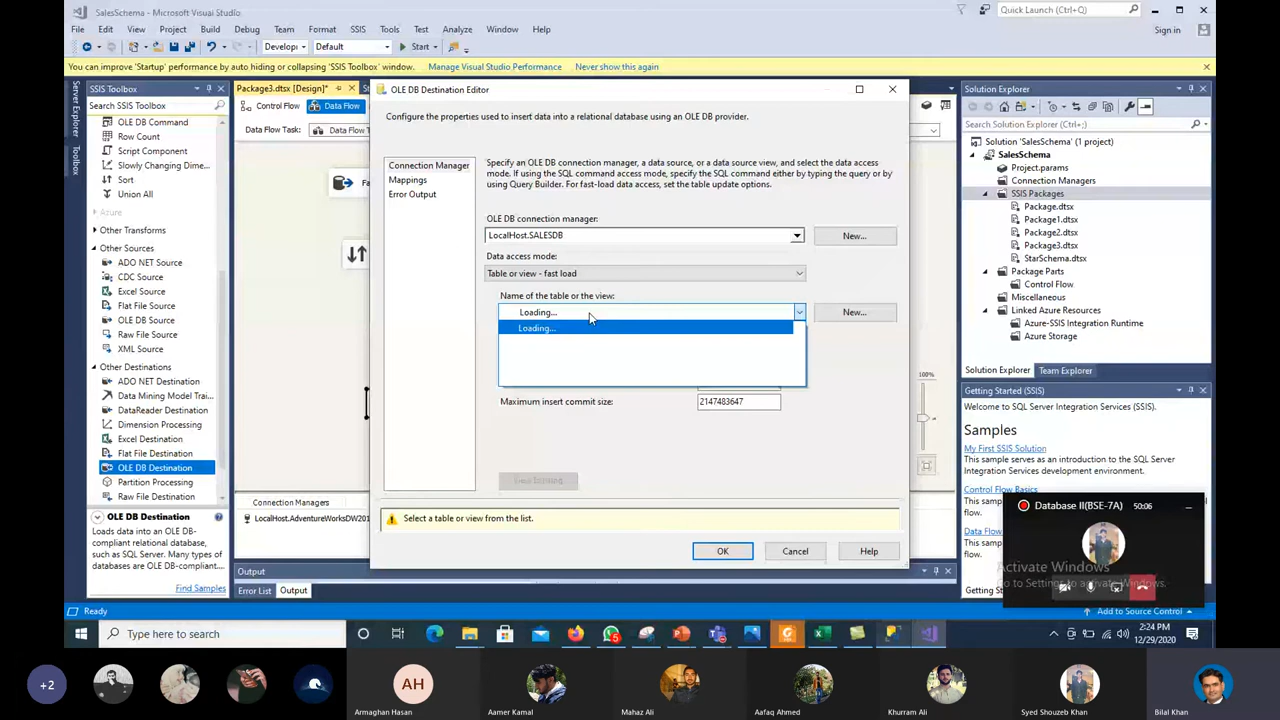 SalesSchema - Microsoft Visual Studio
Quick Launch (Ctrl+Q)
File Edit View Project Build Debug Team Format SSIS Tools Test Analyze Window Help
Sign in
Develop Default Start
You can improve 'Startup' performance by auto hiding or collapsing 'SSIS Toolbox' window. Manage Visual Studio Performance Never show this again
Server Explorer
Toolbox
SSIS Toolbox
Search SSIS Toolbox
OLE DB Command
Row Count
Script Component
Slowly Changing Dime...
Sort
Union All
Azure
Other Transforms
Other Sources
ADO NET Source
CDC Source
Excel Source
Flat File Source
OLE DB Source
Raw File Source
XML Source
Other Destinations
ADO NET Destination
Data Mining Model Trai...
DataReader Destination
Dimension Processing
Excel Destination
Flat File Destination
OLE DB Destination
Partition Processing
Raw File Destination
OLE DB Destination
Loads data into an OLE DB-
compliant relational database,
such as SQL Server. Many types of
databases are OLE DB-compliant.
Find Samples
Package3.dtsx [Design]*
Control Flow Data Flow
Data Flow Task: Data Flow T
Connection Managers
LocalHost.AdventureWorksDW201
100%
Output
Error List Output
OLE DB Destination Editor
Configure the properties used to insert data into a relational database using an OLE DB provider.
Connection Manager
Mappings
Error Output
Specify an OLE DB connection manager, a data source, or a data source view, and select the data access
mode. If using the SQL command access mode, specify the SQL command either by typing the query or by
using Query Builder. For fast-load data access, set the table update options.
OLE DB connection manager:
LocalHost.SALESDB New...
Data access mode:
Table or view - fast load
Name of the table or the view:
Loading... New...
Loading...
Maximum insert commit size: 2147483647
Select a table or view from the list.
OK Cancel Help
Solution Explorer
Search Solution Explorer (Ctrl+;)
Solution 'SalesSchema' (1 project)
SalesSchema
Project.params
Connection Managers
SSIS Packages
Package.dtsx
Package1.dtsx
Package2.dtsx
Package3.dtsx
StarSchema.dtsx
Package Parts
Control Flow
Miscellaneous
Linked Azure Resources
Azure-SSIS Integration Runtime
Azure Storage
Solution Explorer Team Explorer
Getting Started (SSIS)
Welcome to SQL Server Integration Services (SSIS).
Samples
My First SSIS Solution
This sample serves as an introduction to the SQL
Server Integration Services development environment.
Control Flow Basics
Data Flow
Database II(BSE-7A) 50:06
Activate Windows
Go to Settings to activate Windows.
Ready
Add to Source Control
Type here to search
2:24 PM
12/29/2020
+2
AH
Armaghan Hasan
Aamer Kamal
Mahaz Ali
Aafaq Ahmed
Khurram Ali
Syed Shouzeb Khan
Bilal Khan